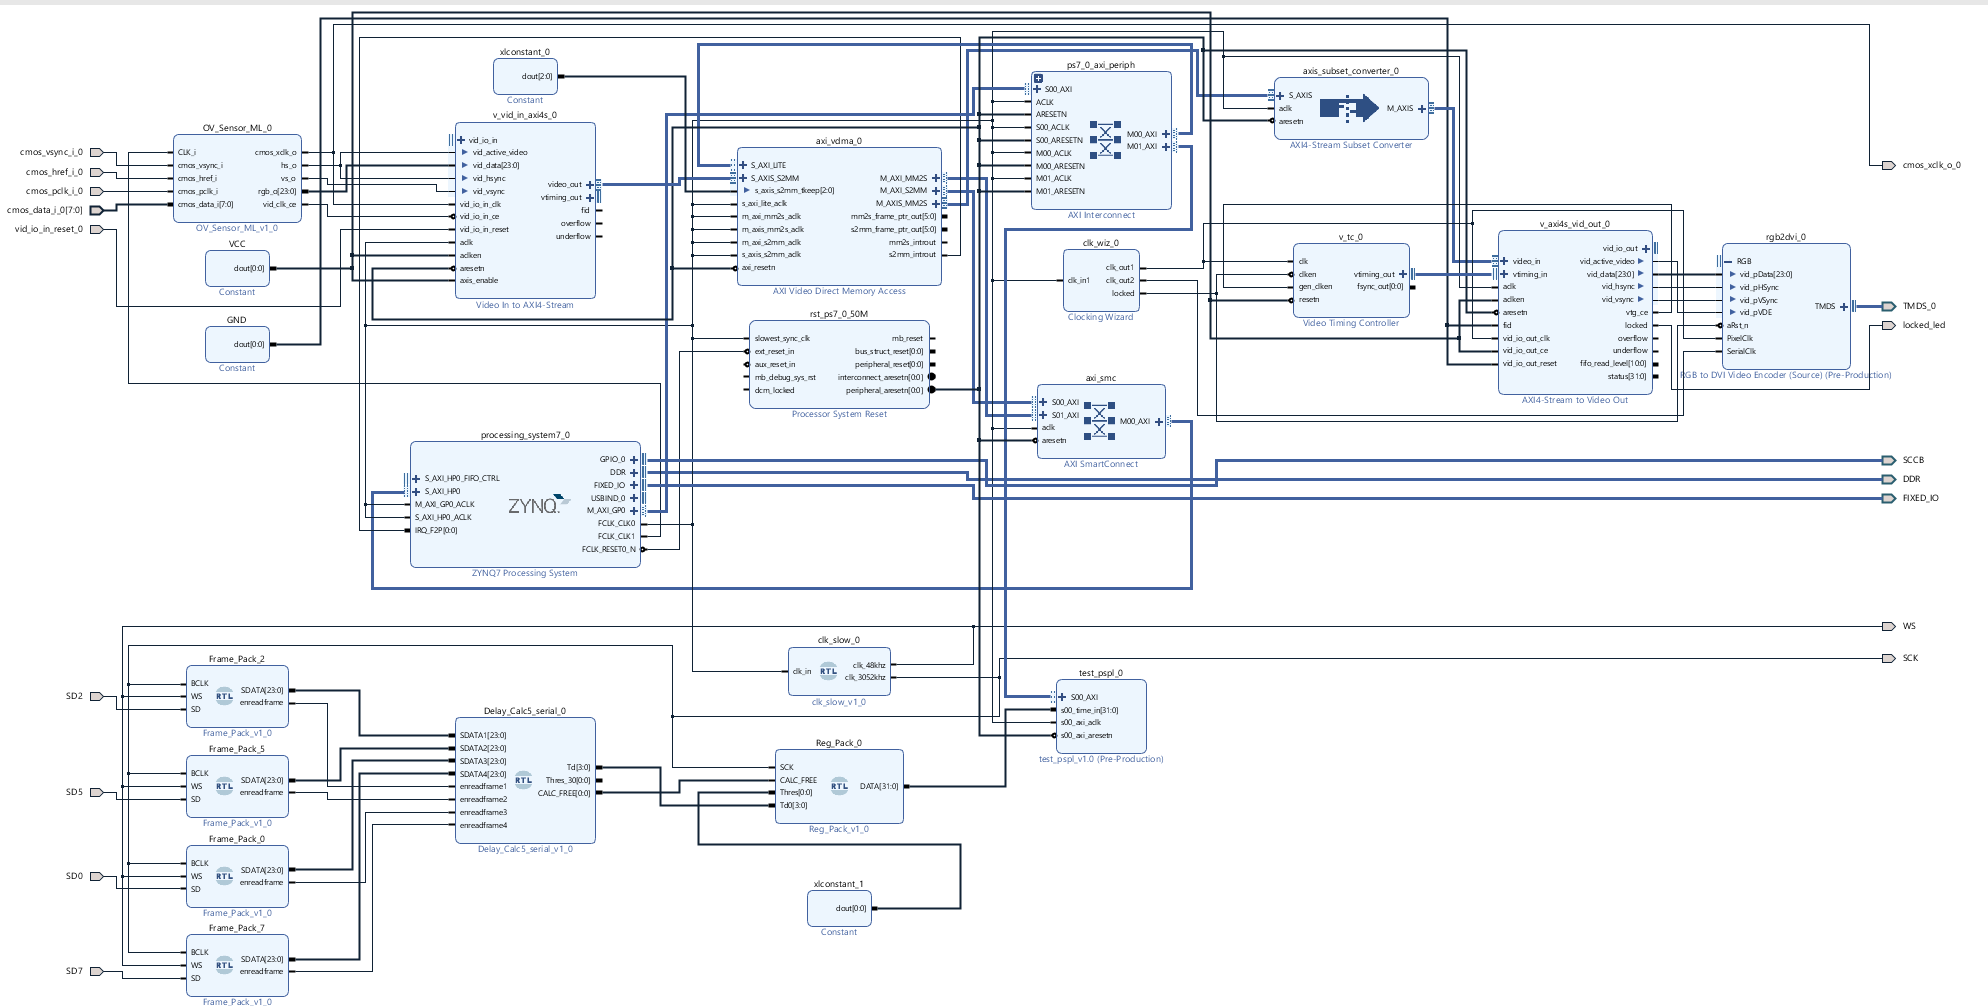 cmos_vsync_i_0
cmos_href_i_0
cmos_pclk_i_0
cmos_data_i_0[7:0]
vid_io_in_reset_0
OV_Sensor_ML_0
CLK_i
cmos_vsync_i
cmos_href_i
cmos_pclk_i
cmos_data_i[7:0]
cmos_xclk_o
hs_o
vs_o
rgb_o[23:0]
vid_clk_ce
OV_Sensor_ML_v1_0
VCC
dout[0:0]
Constant
GND
dout[0:0]
Constant
xlconstant_0
dout[2:0]
Constant
v_vid_in_axi4s_0
vid_io_in
vid_active_video
vid_data[23:0]
vid_hsync
vid_vsync
vid_io_in_clk
vid_io_in_ce
vid_io_in_reset
aclk
aclken
aresetn
axis_enable
video_out
vtiming_out
fid
overflow
underflow
Video In to AXI4-Stream
axi_vdma_0
S_AXI_LITE
S_AXIS_S2MM
s_axis_s2mm_tkeep[2:0]
s_axi_lite_aclk
m_axi_mm2s_aclk
m_axis_mm2s_aclk
m_axi_s2mm_aclk
s_axis_s2mm_aclk
axi_resetn
M_AXI_MM2S
M_AXI_S2MM
M_AXIS_MM2S
mm2s_frame_ptr_out[5:0]
s2mm_frame_ptr_out[5:0]
mm2s_introut
s2mm_introut
AXI Video Direct Memory Access
rst_ps7_0_50M
slowest_sync_clk
ext_reset_in
aux_reset_in
mb_debug_sys_rst
dcm_locked
mb_reset
bus_struct_reset[0:0]
peripheral_reset[0:0]
interconnect_aresetn[0:0]
peripheral_aresetn[0:0]
Processor System Reset
processing_system7_0
S_AXI_HP0_FIFO_CTRL
S_AXI_HP0
M_AXI_GP0_ACLK
S_AXI_HP0_ACLK
IRQ_F2P[0:0]
ZYNQ
GPIO_0
DDR
FIXED_IO
USBIND_0
M_AXI_GP0
FCLK_CLK0
FCLK_CLK1
FCLK_RESET0_N
ZYNQ7 Processing System
ps7_0_axi_periph
S00_AXI
ACLK
ARESETN
S00_ACLK
S00_ARESETN
M00_ACLK
M00_ARESETN
M01_ACLK
M01_ARESETN
M00_AXI
M01_AXI
AXI Interconnect
clk_wiz_0
clk_in1
clk_out1
clk_out2
locked
Clocking Wizard
axi_smc
S00_AXI
S01_AXI
aclk
aresetn
M00_AXI
AXI SmartConnect
axis_subset_converter_0
S_AXIS
aclk
aresetn
M_AXIS
AXI4-Stream Subset Converter
v_tc_0
clk
clken
gen_clken
resetn
vtiming_out
fsync_out[0:0]
Video Timing Controller
v_axi4s_vid_out_0
video_in
vtiming_in
aclk
aclken
aresetn
fid
vid_io_out_clk
vid_io_out_ce
vid_io_out_reset
vid_io_out
vid_active_video
vid_data[23:0]
vid_hsync
vid_vsync
vtg_ce
locked
overflow
underflow
fifo_read_level[10:0]
status[31:0]
AXI4-Stream to Video Out
rgb2dvi_0
RGB
vid_pData[23:0]
vid_pHSync
vid_pVSync
vid_pVDE
aRst_n
PixelClk
SerialClk
TMDS
RGB to DVI Video Encoder (Source) (Pre-Production)
cmos_xclk_o_0
TMDS_0
locked_led
SCCB
DDR
FIXED_IO
WS
SCK
clk_slow_0
clk_in
RTL
clk_48khz
clk_3052khz
clk_slow_v1_0
test_pspl_0
S00_AXI
s00_time_in[31:0]
s00_axi_aclk
s00_axi_aresetn
test_pspl_v1.0 (Pre-Production)
SD2
SD5
SD0
SD7
Frame_Pack_2
BCLK
WS
SD
RTL
SDATA[23:0]
enreadframe
Frame_Pack_v1_0
Frame_Pack_5
BCLK
WS
SD
RTL
SDATA[23:0]
enreadframe
Frame_Pack_v1_0
Frame_Pack_0
BCLK
WS
SD
RTL
SDATA[23:0]
enreadframe
Frame_Pack_v1_0
Frame_Pack_7
BCLK
WS
SD
RTL
SDATA[23:0]
enreadframe
Frame_Pack_v1_0
Delay_Calc5_serial_0
SDATA1[23:0]
SDATA2[23:0]
SDATA3[23:0]
SDATA4[23:0]
enreadframe1
enreadframe2
enreadframe3
enreadframe4
RTL
Td[3:0]
Thres_30[0:0]
CALC_FREE[0:0]
Delay_Calc5_serial_v1_0
Reg_Pack_0
SCK
CALC_FREE
Thres[0:0]
Td0[3:0]
RTL
DATA[31:0]
Reg_Pack_v1_0
xlconstant_1
dout[0:0]
Constant